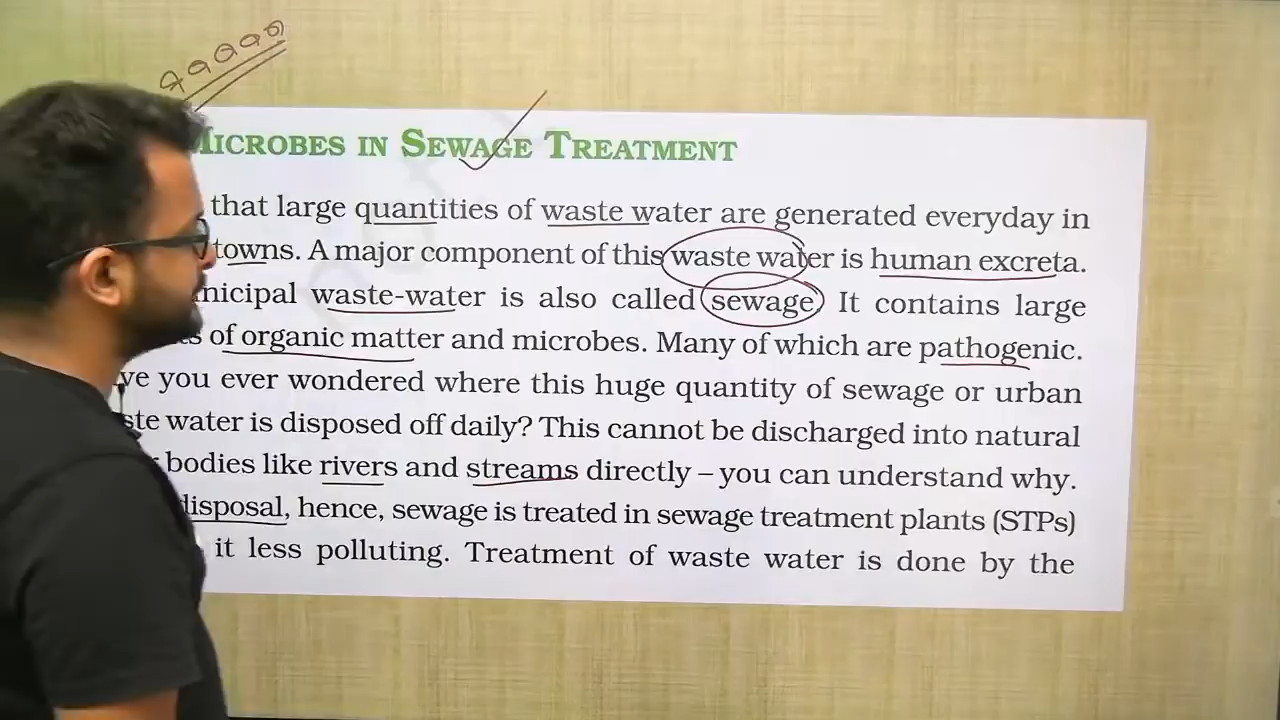 MICROBES IN SEWAGE TREATMENT
that large quantities of waste water are generated everyday in
towns. A major component of this waste water is human excreta.
waste-water is also called sewage. It contains large
of organic matter and microbes. Many of which are pathogenic.
you ever wondered where this huge quantity of sewage or urban
water is disposed off daily? This cannot be discharged into natural
bodies like rivers and streams directly – you can understand why.
disposal, hence, sewage is treated in sewage treatment plants (STPs)
it less polluting. Treatment of waste water is done by the